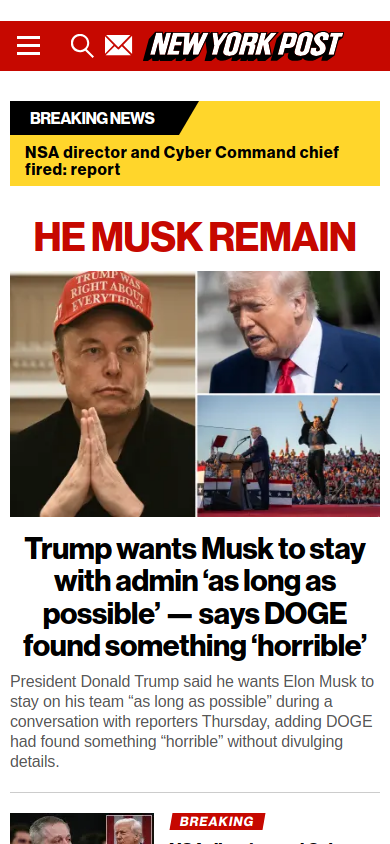 NEW YORK POST
BREAKING NEWS
NSA director and Cyber Command chief
fired: report
HE MUSK REMAIN
TRUMP WAS
RIGHT ABOUT
EVERYTHING
Trump wants Musk to stay
with admin ‘as long as
possible’ — says DOGE
found something ‘horrible’
President Donald Trump said he wants Elon Musk to
stay on his team “as long as possible” during a
conversation with reporters Thursday, adding DOGE
had found something “horrible” without divulging
details.
BREAKING